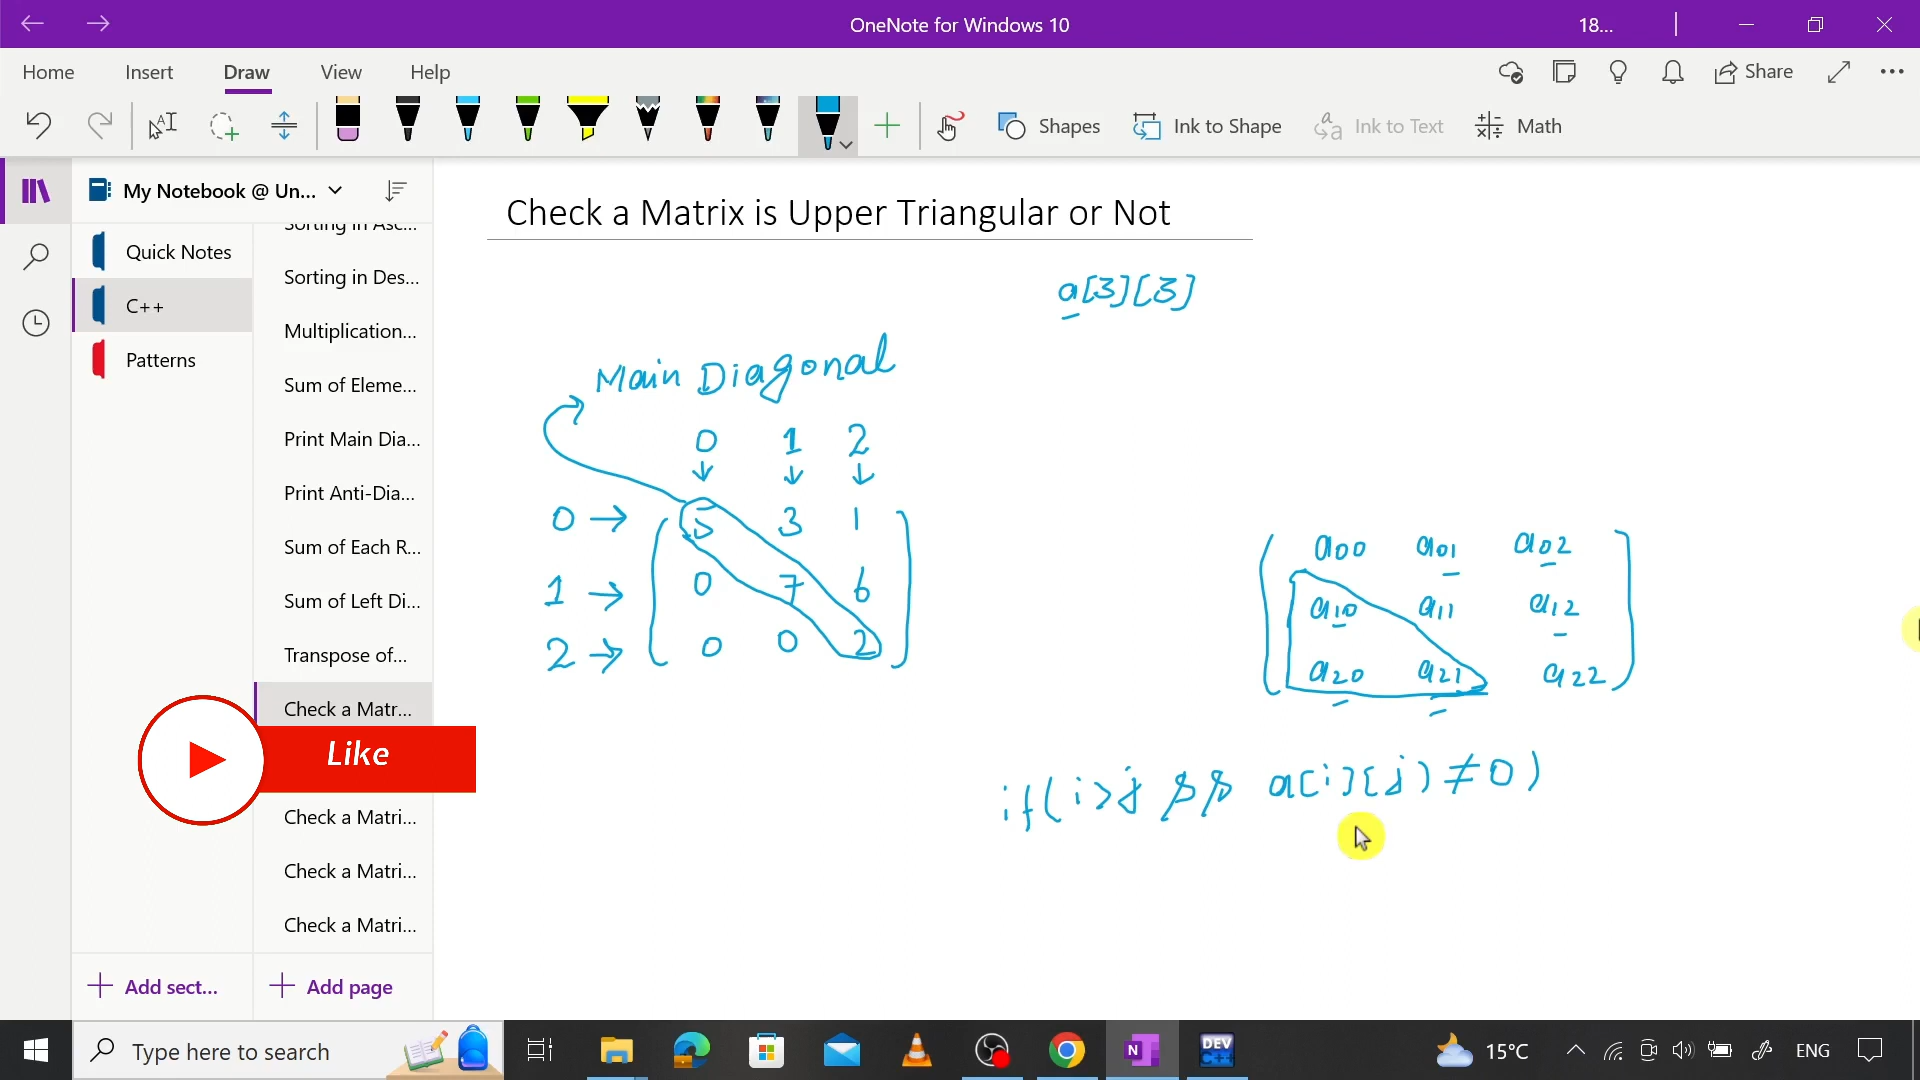 OneNote for Windows 10
18...
Home Insert Draw View Help
Share
Shapes
Ink to Shape
Ink to Text
Math
My Notebook @ Un...
Quick Notes
C++
Patterns
Sorting in Asc...
Sorting in Des...
Multiplication...
Sum of Eleme...
Print Main Dia...
Print Anti-Dia...
Sum of Each R...
Sum of Left Di...
Transpose of...
Check a Matr...
Like
Check a Matri...
Check a Matri...
Check a Matri...
Add sect...
Add page
Check a Matrix is Upper Triangular or Not
a[3][3]
Main Diagonal
0 1 2
↓ ↓ ↓
0 → 5 3 1
1 → 0 7 6
2 → 0 0 2
a00 a01 a02
a10 a11 a12
a20 a21 a22
if(i>j && a[i][j]≠0)
Type here to search
DEV C++
15°C
ENG